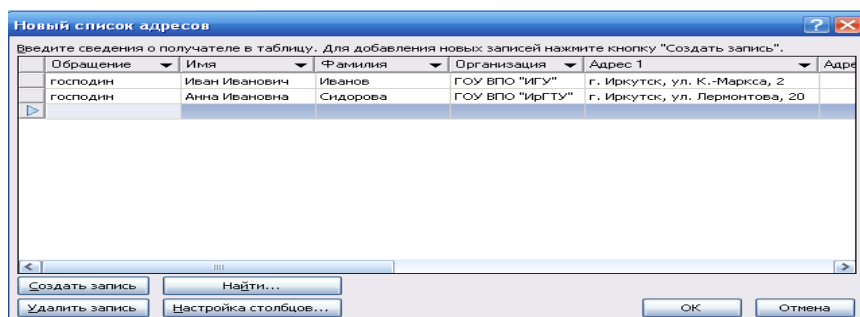 Новый список адресов
Введите сведения о получателе в таблицу. Для добавления новых записей нажмите кнопку "Создать запись".
Обращение Имя Фамилия Организация Адрес 1 Адре
господин Иван Иванович Иванов ГОУ ВПО "ИГУ" г. Иркутск, ул. К.-Маркса, 2
господин Анна Ивановна Сидорова ГОУ ВПО "ИрГТУ" г. Иркутск, ул. Лермонтова, 20
Создать запись Найти...
Удалить запись Настройка столбцов... ОК Отмена